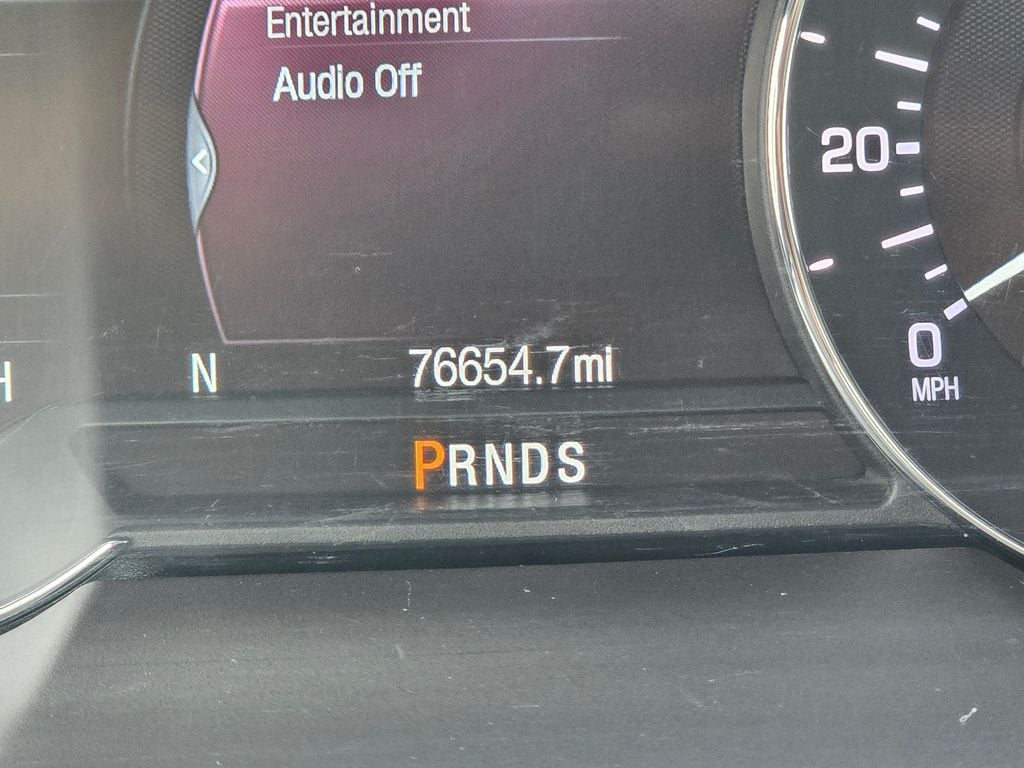 Entertainment
Audio Off
<
20
0
MPH
H
N
76654.7mi
PRNDS